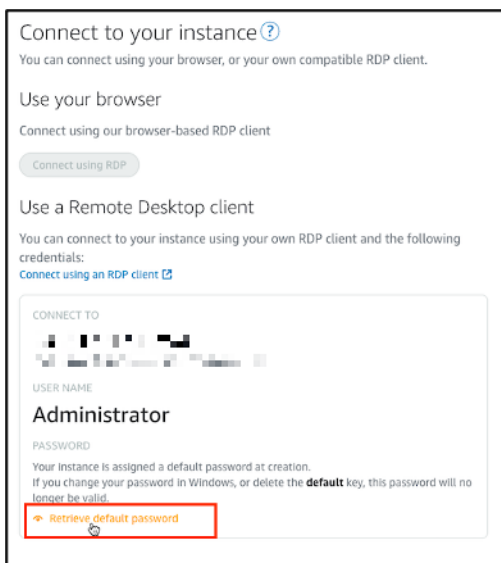 Connect to your instance ?
You can connect using your browser, or your own compatible RDP client.
Use your browser
Connect using our browser-based RDP client
Connect using RDP
Use a Remote Desktop client
You can connect to your instance using your own RDP client and the following
credentials:
Connect using an RDP client
CONNECT TO
USER NAME
Administrator
PASSWORD
Your instance is assigned a default password at creation.
If you change your password in Windows, or delete the default key, this password will no
longer be valid.
Retrieve default password